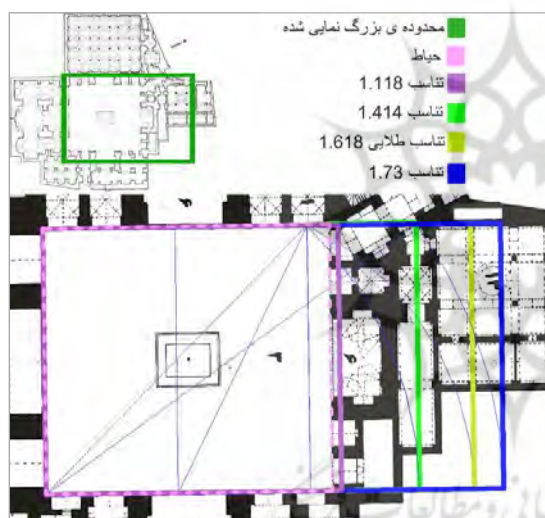 محدوده ی بزرگ نمایی شده
حیاط
تناسب 1.118
تناسب 1.414
تناسب طلایی 1.618
تناسب 1.73